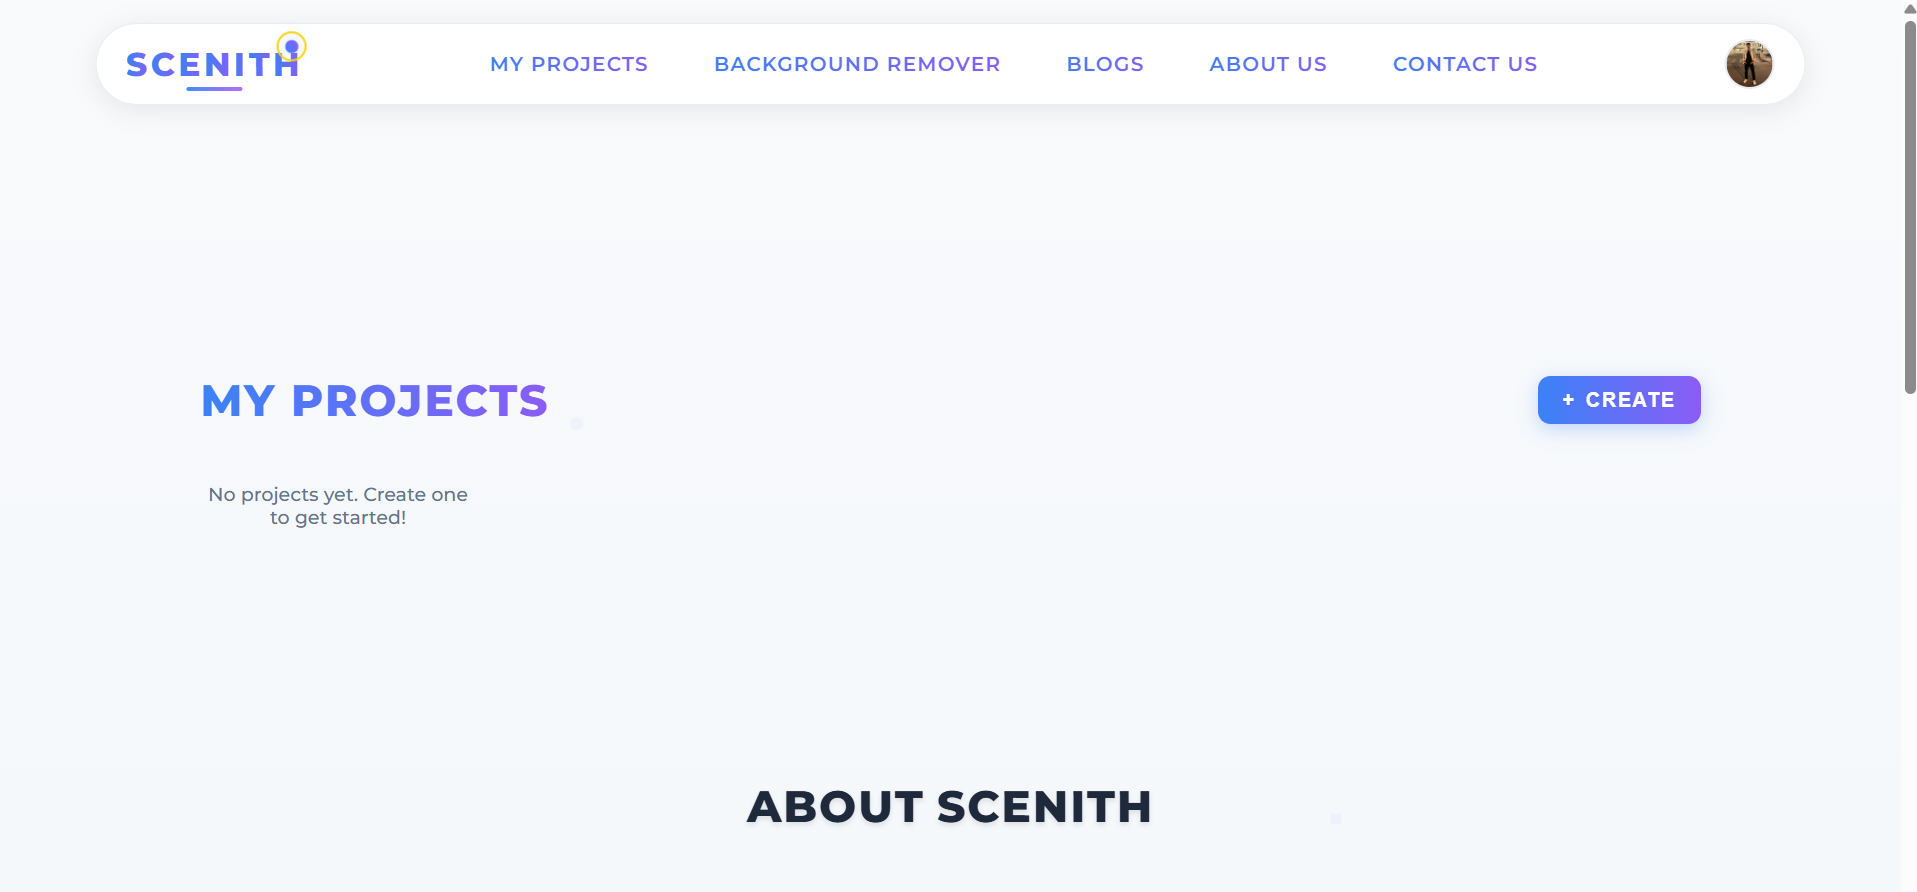 SCENITH
MY PROJECTS
BACKGROUND REMOVER
BLOGS
ABOUT US
CONTACT US
MY PROJECTS
+ CREATE
No projects yet. Create one
to get started!
ABOUT SCENITH